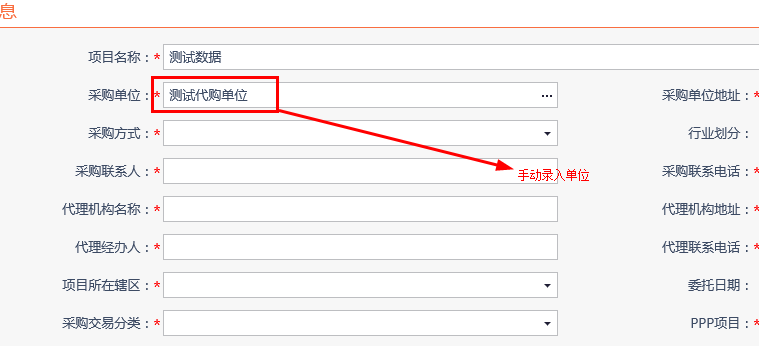 息
项目名称：* 测试数据
采购单位：* 测试代购单位 ... 采购单位地址：*
采购方式：* 行业划分：
采购联系人：* 手动录入单位 采购联系电话：*
代理机构名称：* 代理机构地址：*
代理经办人：* 代理联系电话：*
项目所在辖区：* 委托日期：
采购交易分类：* PPP项目：*